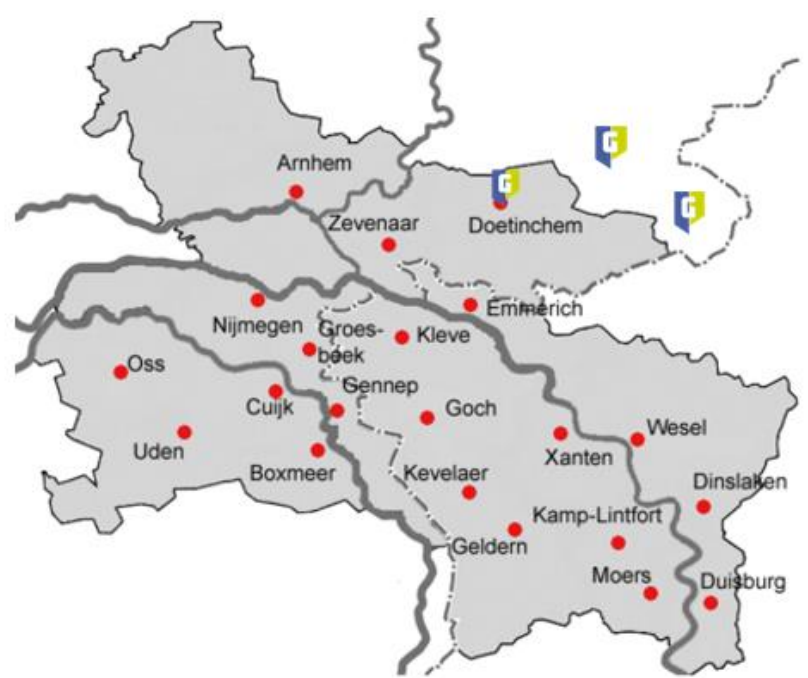 G
Arnhem
G
Zevenaar
Doetinchem
Emmerich
Nijmegen
Groes-
beek
Kleve
Oss
Gennep
Cuijk
Goch
Wesel
Uden
Xanten
Boxmeer
Kevelaer
Dinslaken
Kamp-Lintfort
Geldern
Moers
Duisburg
G